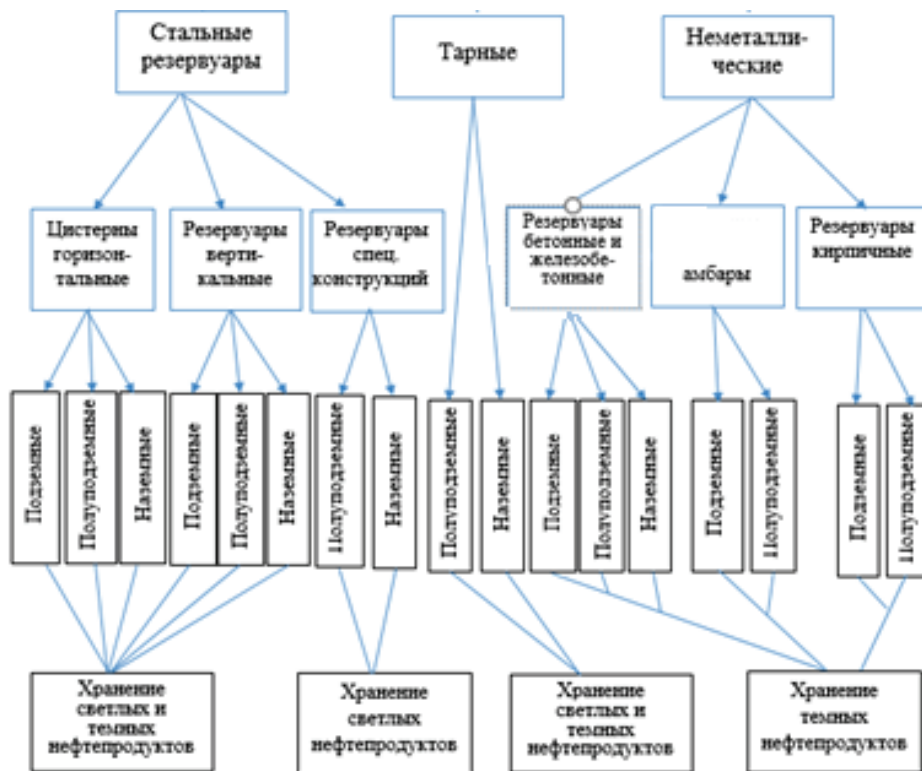 Стальные
резервуары
Тарные
Неметалли-
ческие
Цистерны
горизон-
тальные
Резервуары
верти-
кальные
Резервуары
спец.
конструкций
Резервуары
бетонные и
железобе-
тонные
амбары
Резервуары
кирпичные
Подземные
Полуподземные
Наземные
Подземные
Полуподземные
Наземные
Полуподземные
Наземные
Полуподземные
Наземные
Подземные
Полуподземные
Наземные
Подземные
Полуподземные
Подземные
Полуподземные
Хранение
светлых и
темных
нефтепродуктов
Хранение
светлых
нефтепродуктов
Хранение
светлых и
темных
нефтепродуктов
Хранение
темных
нефтепродуктов